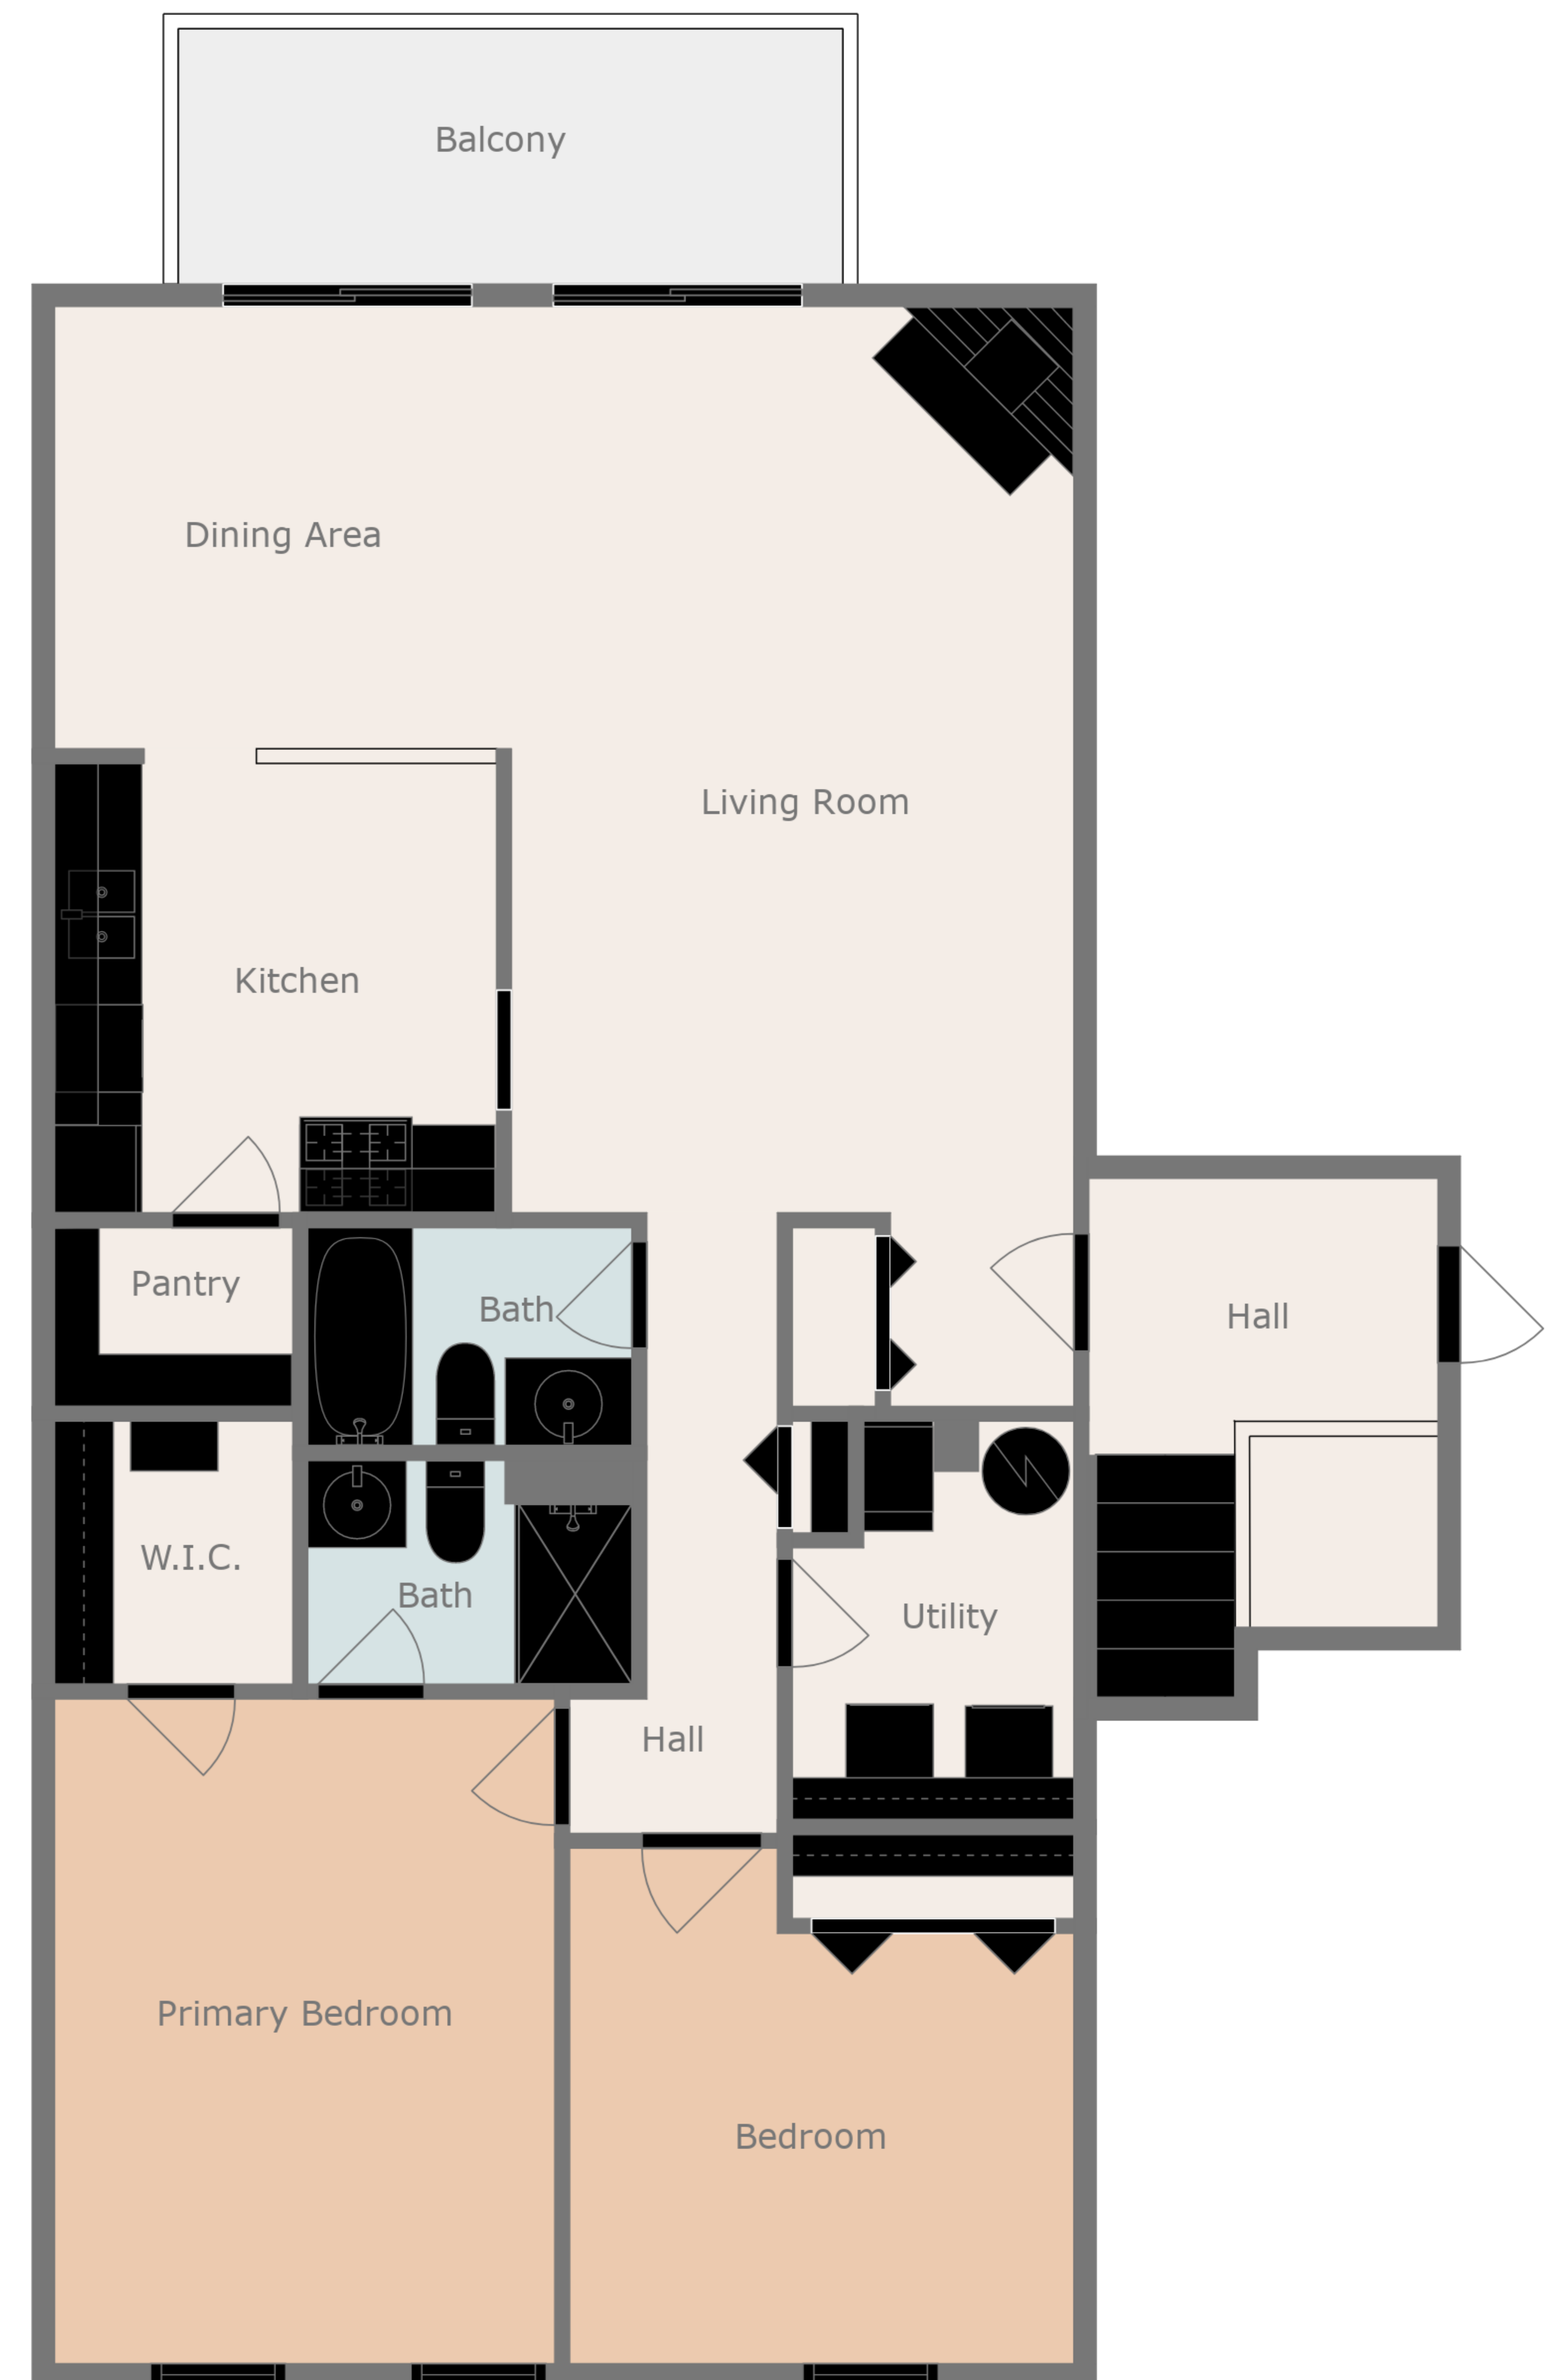 Balcony
Dining Area
Living Room
Kitchen
Pantry
Bath
Hall
W.I.C.
Bath
Utility
Hall
Primary Bedroom
Bedroom